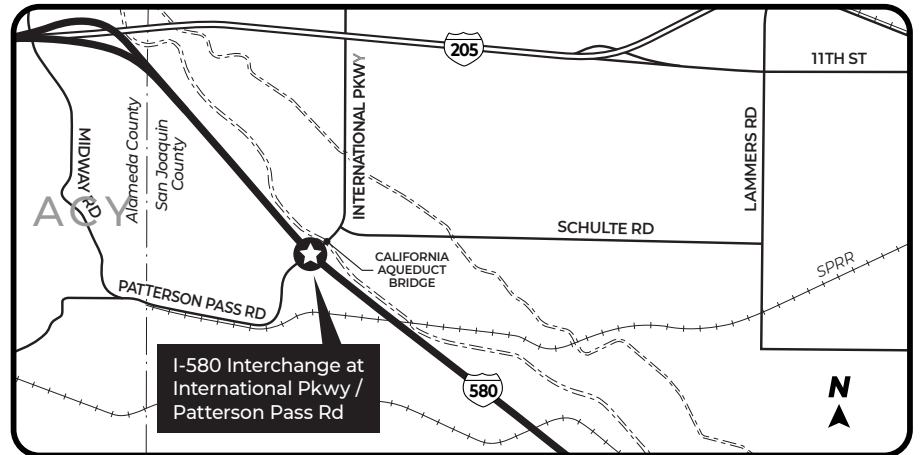 205
11TH ST
INTERNATIONAL PKWY
LAMMERS RD
MIDWAY RD
Alameda County
San Joaquin
County
ACY
SCHULTE RD
CALIFORNIA
AQUEDUCT
BRIDGE
SPRR
PATTERSON PASS RD
I-580 Interchange at
International Pkwy /
Patterson Pass Rd
580
N